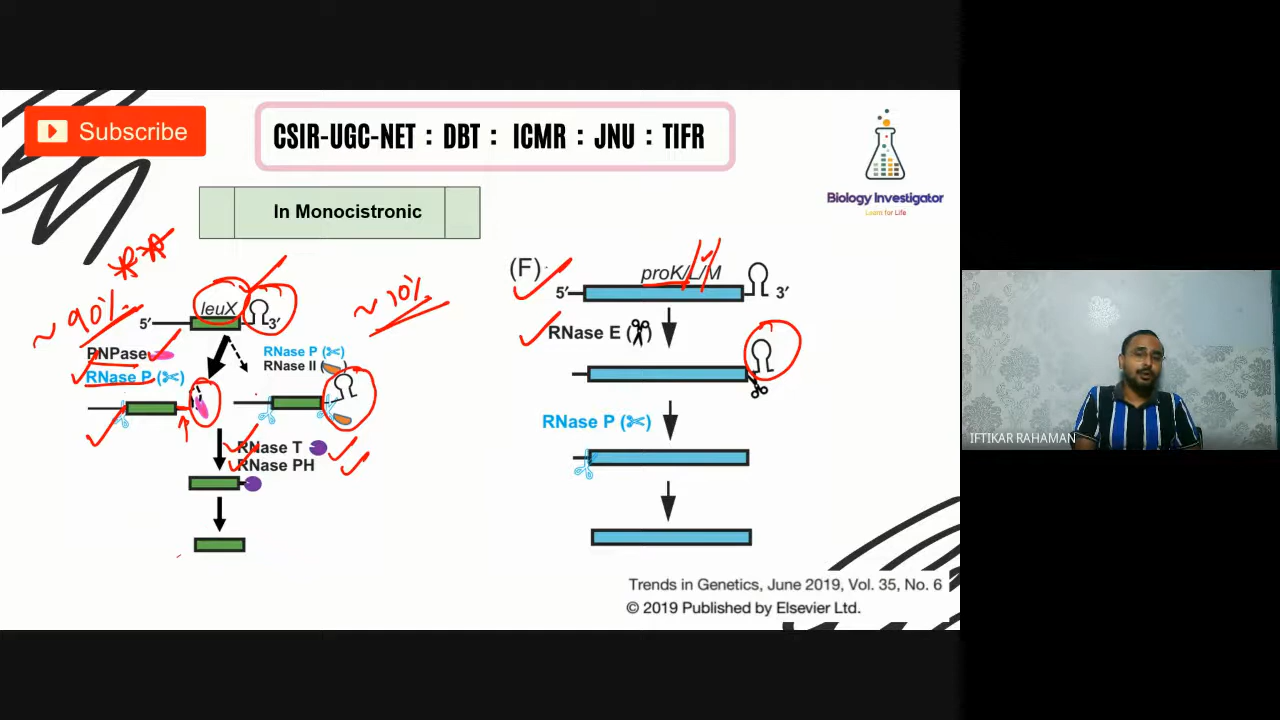 Subscribe
CSIR-UGC-NET : DBT : ICMR : JNU : TIFR
Biology Investigator
Learn for Life
In Monocistronic
~ 90%
leuX
5′
3′
~ 10%
PNPase
RNase P (✂)
RNase P (✂)
RNase II (
RNase T
RNase PH
(F)
proK/L/M
5′
3′
RNase E (✂)
RNase P (✂)
IFTIKAR RAHAMAN
Trends in Genetics, June 2019, Vol. 35, No. 6
© 2019 Published by Elsevier Ltd.